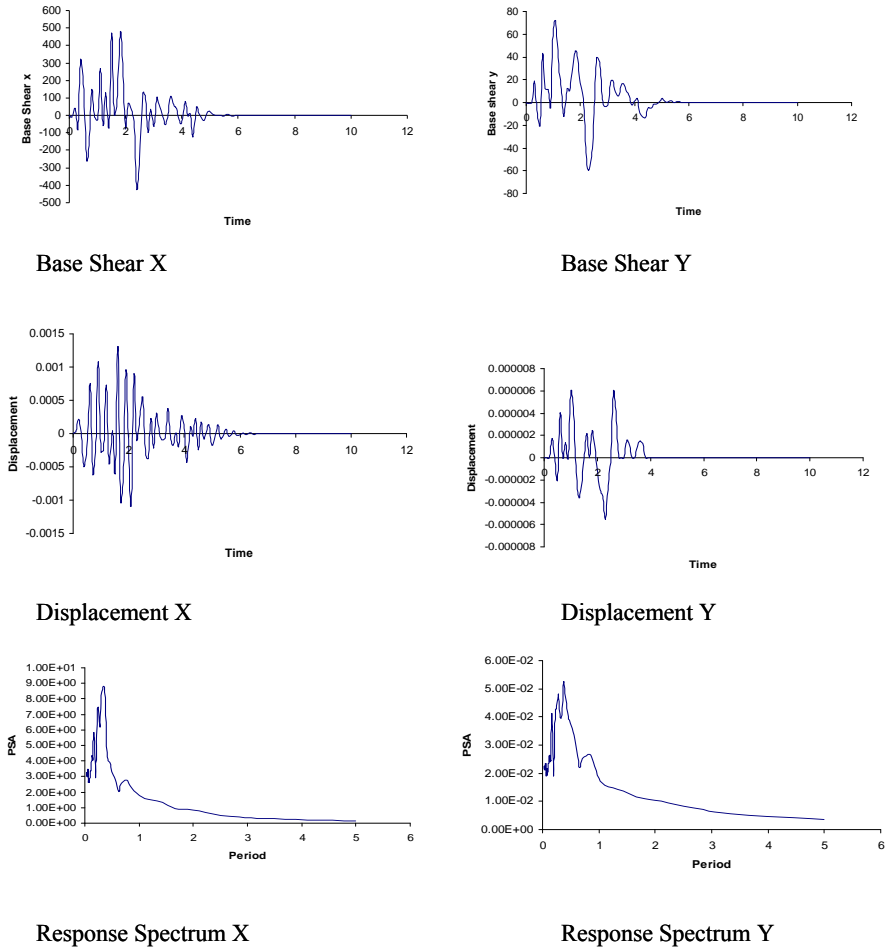 600
500
400
300
200
100
0
-100
-200
-300
-400
-500
0 2 4 6 8 10 12
Base Shear x
Time
Base Shear X
80
60
40
20
0
-20
-40
-60
-80
0 2 4 6 8 10 12
Base shear y
Time
Base Shear Y
0.0015
0.001
0.0005
0
-0.0005
-0.001
-0.0015
0 2 4 6 8 10 12
Displacement
Time
Displacement X
0.000008
0.000006
0.000004
0.000002
0
-0.000002
-0.000004
-0.000006
-0.000008
0 2 4 6 8 10 12
Displacement
Time
Displacement Y
1.00E+01
9.00E+00
8.00E+00
7.00E+00
6.00E+00
5.00E+00
4.00E+00
3.00E+00
2.00E+00
1.00E+00
0.00E+00
0 1 2 3 4 5 6
PSA
Period
Response Spectrum X
6.00E-02
5.00E-02
4.00E-02
3.00E-02
2.00E-02
1.00E-02
0.00E+00
0 1 2 3 4 5 6
PSA
Period
Response Spectrum Y